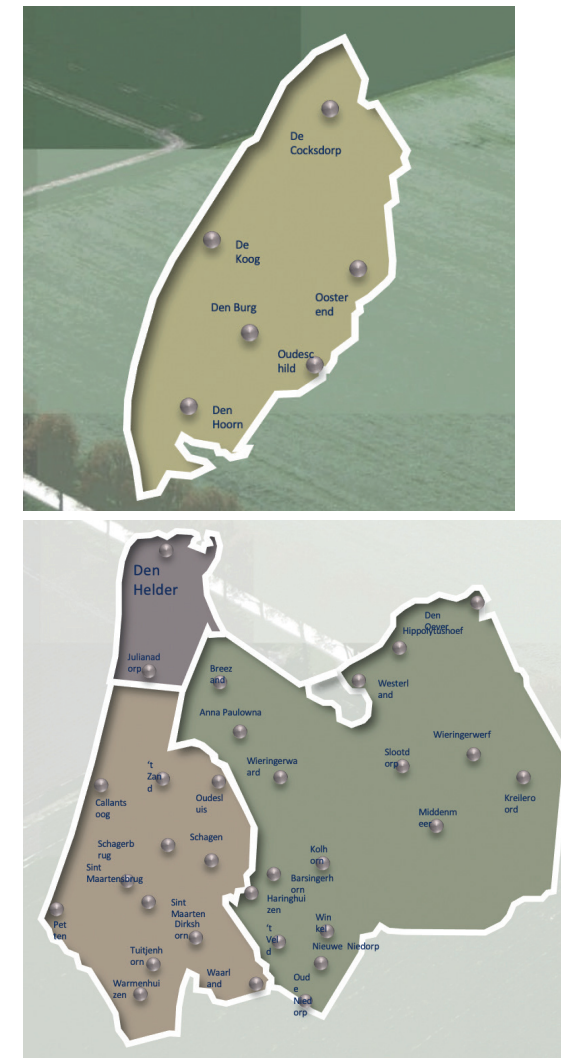 De
Cocksdorp
De
Koog
Ooster
end
Den Burg
Oudesc
hild
Den
Hoorn
Den
Helder
Julianad
orp
Den
Oever
Hippolytushoef
Breez
and
Westerl
and
Anna Paulowna
Wieringerwerf
Slootd
orp
Wieringerwa
ard
't
Zan
d
Oudesl
uis
Callants
oog
Kreilero
ord
Middenm
eer
Schagerb
rug
Schagen
Kolh
orn
Sint
Maartensbrug
Barsingerh
orn
Haringhui
zen
Sint
Maarten
Dirksh
orn
Pet
ten
Win
kel
't
Vel
d
Nieuwe Niedorp
Tuitjenh
orn
Waarl
and
Oud
e
Nied
orp
Warmenhui
zen